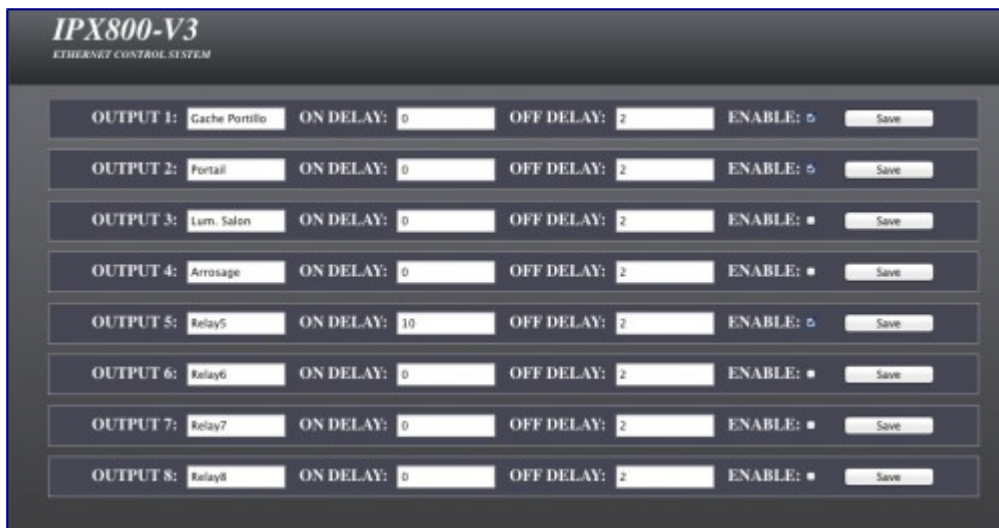 IPX800-V3
ETHERNET CONTROL SYSTEM
OUTPUT 1: Gache Portillo ON DELAY: 0 OFF DELAY: 2 ENABLE: Save
OUTPUT 2: Portail ON DELAY: 0 OFF DELAY: 2 ENABLE: Save
OUTPUT 3: Lum. Salon ON DELAY: 0 OFF DELAY: 2 ENABLE: Save
OUTPUT 4: Arrosage ON DELAY: 0 OFF DELAY: 2 ENABLE: Save
OUTPUT 5: Relay5 ON DELAY: 10 OFF DELAY: 2 ENABLE: Save
OUTPUT 6: Relay6 ON DELAY: 0 OFF DELAY: 2 ENABLE: Save
OUTPUT 7: Relay7 ON DELAY: 0 OFF DELAY: 2 ENABLE: Save
OUTPUT 8: Relay8 ON DELAY: 0 OFF DELAY: 2 ENABLE: Save